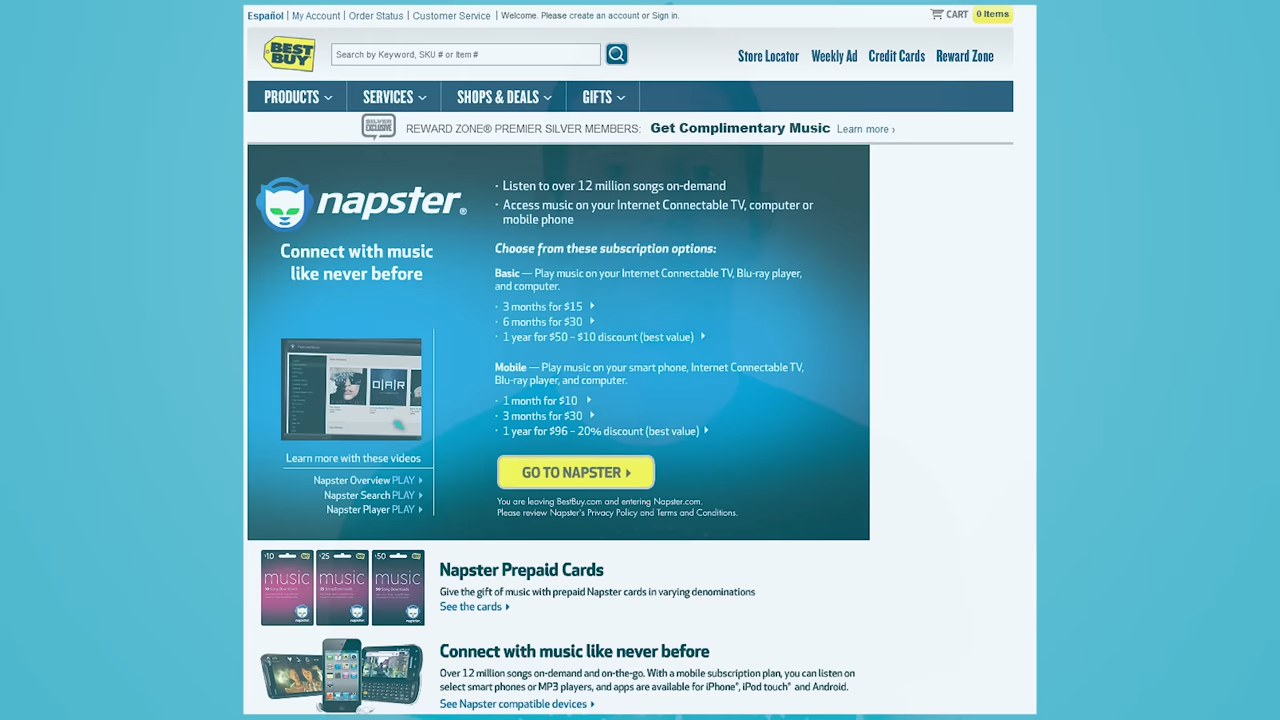 Español | My Account | Order Status | Customer Service | Welcome. Please create an account or Sign in.
CART 0 Items
BEST BUY
Search by Keyword, SKU # or Item #
Store Locator Weekly Ad Credit Cards Reward Zone
PRODUCTS SERVICES SHOPS & DEALS GIFTS
SILVER EXCLUSIVE
REWARD ZONE® PREMIER SILVER MEMBERS: Get Complimentary Music Learn more ›
napster®
Connect with music
like never before
Learn more with these videos
Napster Overview PLAY
Napster Search PLAY
Napster Player PLAY
· Listen to over 12 million songs on-demand
· Access music on your Internet Connectable TV, computer or
mobile phone
Choose from these subscription options:
Basic — Play music on your Internet Connectable TV, Blu-ray player,
and computer.
· 3 months for $15
· 6 months for $30
· 1 year for $50 – $10 discount (best value)
Mobile — Play music on your smart phone, Internet Connectable TV,
Blu-ray player, and computer.
· 1 month for $10
· 3 months for $30
· 1 year for $96 – 20% discount (best value)
GO TO NAPSTER
You are leaving BestBuy.com and entering Napster.com.
Please review Napster's Privacy Policy and Terms and Conditions.
$10 $25 $50
music music music
napster napster napster
Napster Prepaid Cards
Give the gift of music with prepaid Napster cards in varying denominations
See the cards
Connect with music like never before
Over 12 million songs on-demand and on-the-go. With a mobile subscription plan, you can listen on
select smart phones or MP3 players, and apps are available for iPhone®, iPod touch® and Android.
See Napster compatible devices